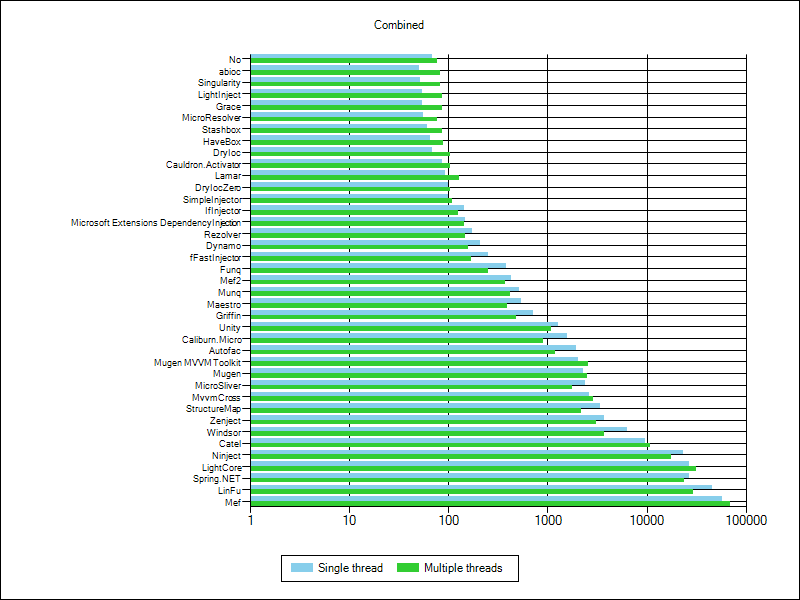 Combined
No
abioc
Singularity
LightInject
Grace
MicroResolver
Stashbox
HaveBox
DryIoc
Cauldron.Activator
Lamar
DryIocZero
SimpleInjector
IfInjector
Microsoft Extensions DependencyInjection
Rezolver
Dynamo
fFastInjector
Funq
Mef2
Munq
Maestro
Griffin
Unity
Caliburn.Micro
Autofac
Mugen MVVM Toolkit
Mugen
MicroSliver
MvvmCross
StructureMap
Zenject
Windsor
Catel
Ninject
LightCore
Spring.NET
LinFu
Mef
1 10 100 1000 10000 100000
Single thread Multiple threads